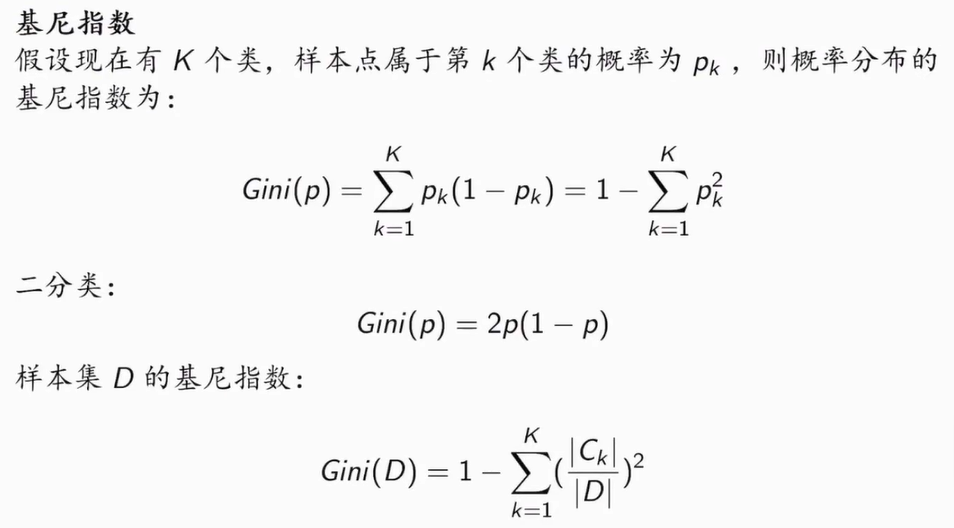 基尼指数
假设现在有 K 个类，样本点属于第 k 个类的概率为 p_k ，则概率分布的
基尼指数为：
Gini(p) = \sum_{k=1}^{K} p_k(1 − p_k) = 1 − \sum_{k=1}^{K} p_k^2
二分类：
Gini(p) = 2p(1 − p)
样本集 D 的基尼指数：
Gini(D) = 1 − \sum_{k=1}^{K} (\frac{|C_k|}{|D|})^2